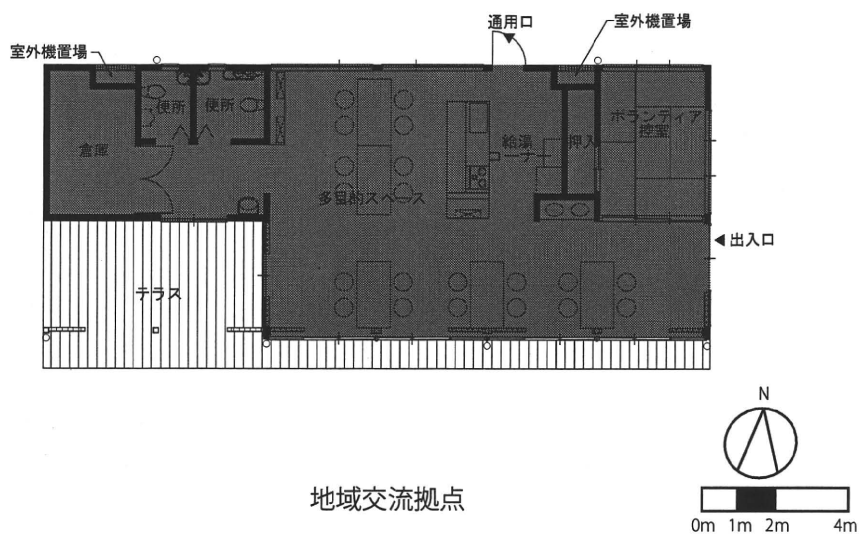 通用口
室外機置場
室外機置場
便所
便所
ボランティア
控室
倉庫
給湯
コーナー
押入
多目的スペース
出入口
テラス
N
地域交流拠点
0m 1m 2m 4m